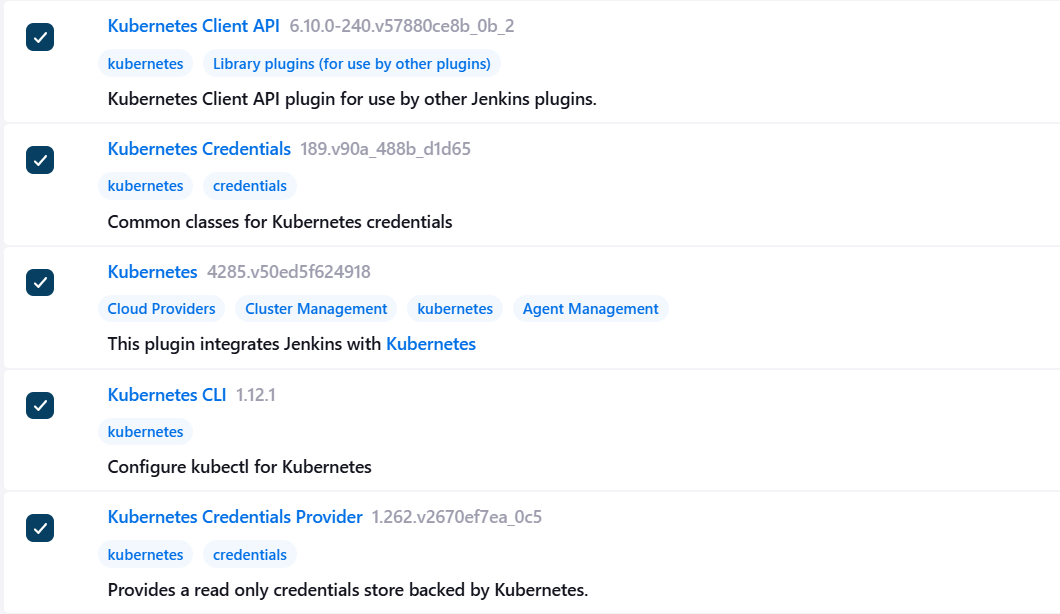 Kubernetes Client API 6.10.0-240.v57880ce8b_0b_2
kubernetes Library plugins (for use by other plugins)
Kubernetes Client API plugin for use by other Jenkins plugins.
Kubernetes Credentials 189.v90a_488b_d1d65
kubernetes credentials
Common classes for Kubernetes credentials
Kubernetes 4285.v50ed5f624918
Cloud Providers Cluster Management kubernetes Agent Management
This plugin integrates Jenkins with Kubernetes
Kubernetes CLI 1.12.1
kubernetes
Configure kubectl for Kubernetes
Kubernetes Credentials Provider 1.262.v2670ef7ea_0c5
kubernetes credentials
Provides a read only credentials store backed by Kubernetes.